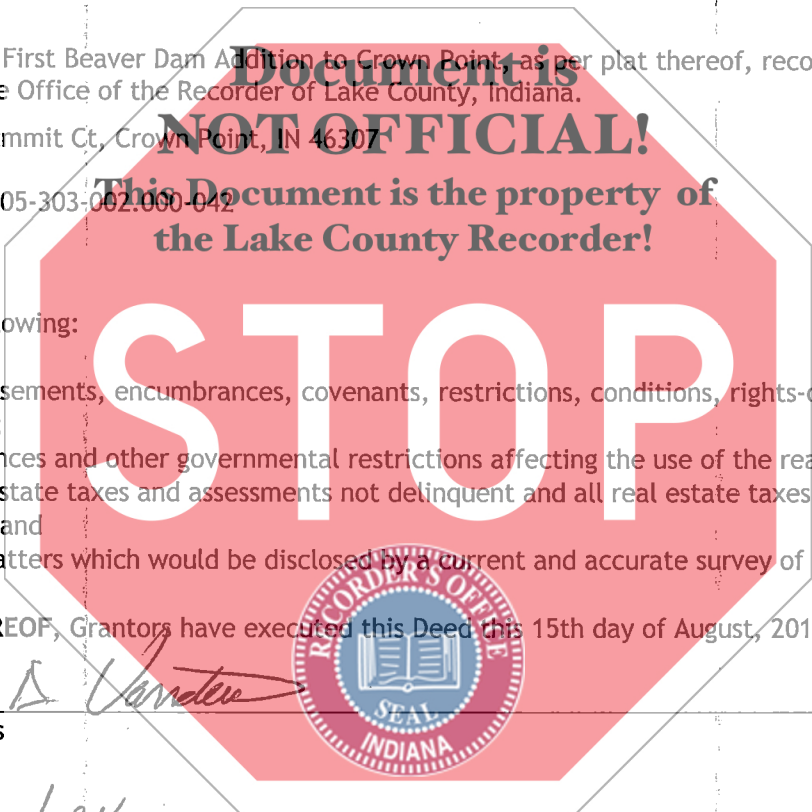 First Beaver Dam Addition to Crown Point, as per plat thereof, reco
Document is
e Office of the Recorder of Lake County, Indiana.
mmit Ct, Crown Point, IN 46307
NOT OFFICIAL!
05-303-002.000-042
This Document is the property of
the Lake County Recorder!
owing:
STOP
sements, encumbrances, covenants, restrictions, conditions, rights-o
nces and other governmental restrictions affecting the use of the rea
state taxes and assessments not delinquent and all real estate taxes
and
atters which would be disclosed by a current and accurate survey of
REOF, Grantors have executed this Deed this 15th day of August, 201
RECORDER'S OFFICE
SEAL
INDIANA
s